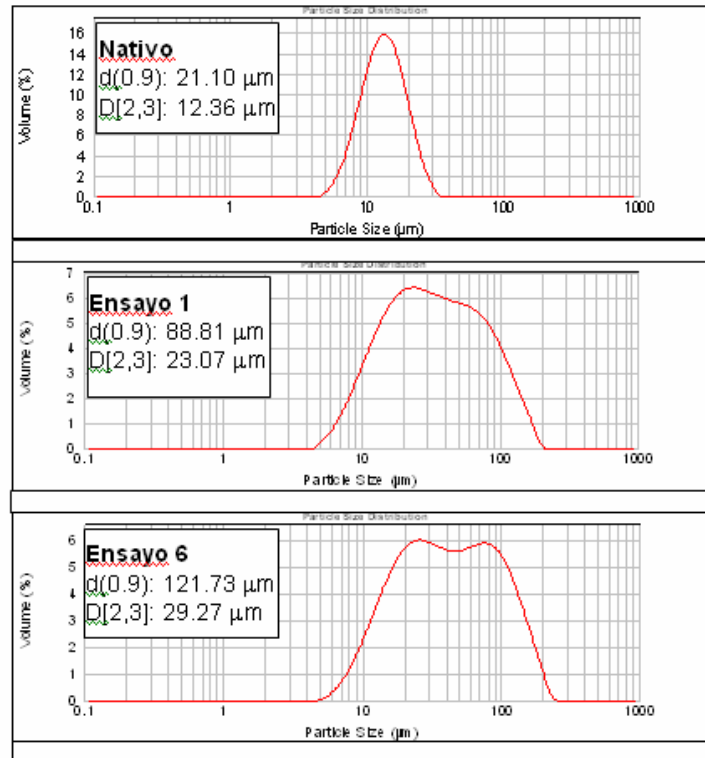 Particle Size Distribution
Nativo
d(0.9): 21.10 µm
D[2,3]: 12.36 µm
Volume (%)
16
14
12
10
8
6
4
2
0
0.1 1 10 100 1000
Particle Size (µm)
Particle Size Distribution
Ensayo 1
d(0.9): 88.81 µm
D[2,3]: 23.07 µm
Volume (%)
7
6
5
4
3
2
1
0
0.1 1 10 100 1000
Particle Size (µm)
Particle Size Distribution
Ensayo 6
d(0.9): 121.73 µm
D[2,3]: 29.27 µm
Volume (%)
6
5
4
3
2
1
0
0.1 1 10 100 1000
Particle Size (µm)